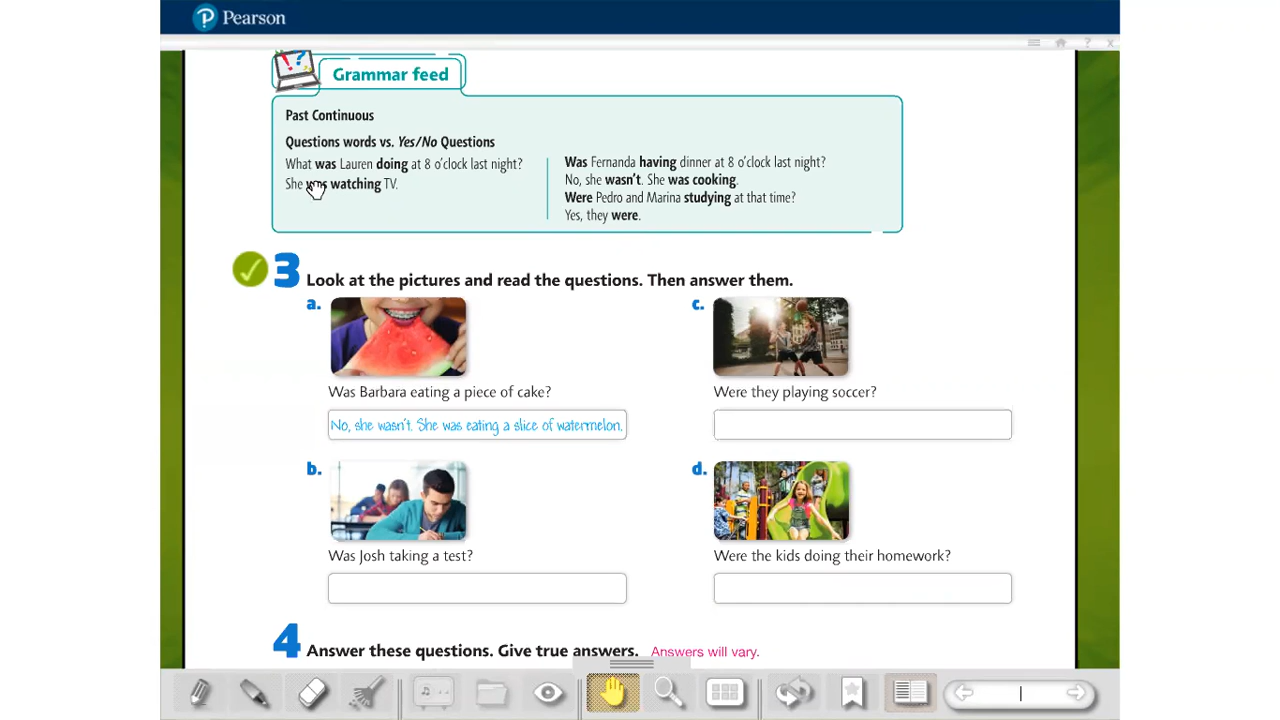 Pearson
Grammar feed
Past Continuous
Questions words vs. Yes/No Questions
What was Lauren doing at 8 o'clock last night?
She was watching TV.
Was Fernanda having dinner at 8 o'clock last night?
No, she wasn't. She was cooking.
Were Pedro and Marina studying at that time?
Yes, they were.
3 Look at the pictures and read the questions. Then answer them.
a.
Was Barbara eating a piece of cake?
No, she wasn't. She was eating a slice of watermelon.
b.
Was Josh taking a test?
c.
Were they playing soccer?
d.
Were the kids doing their homework?
4 Answer these questions. Give true answers. Answers will vary.